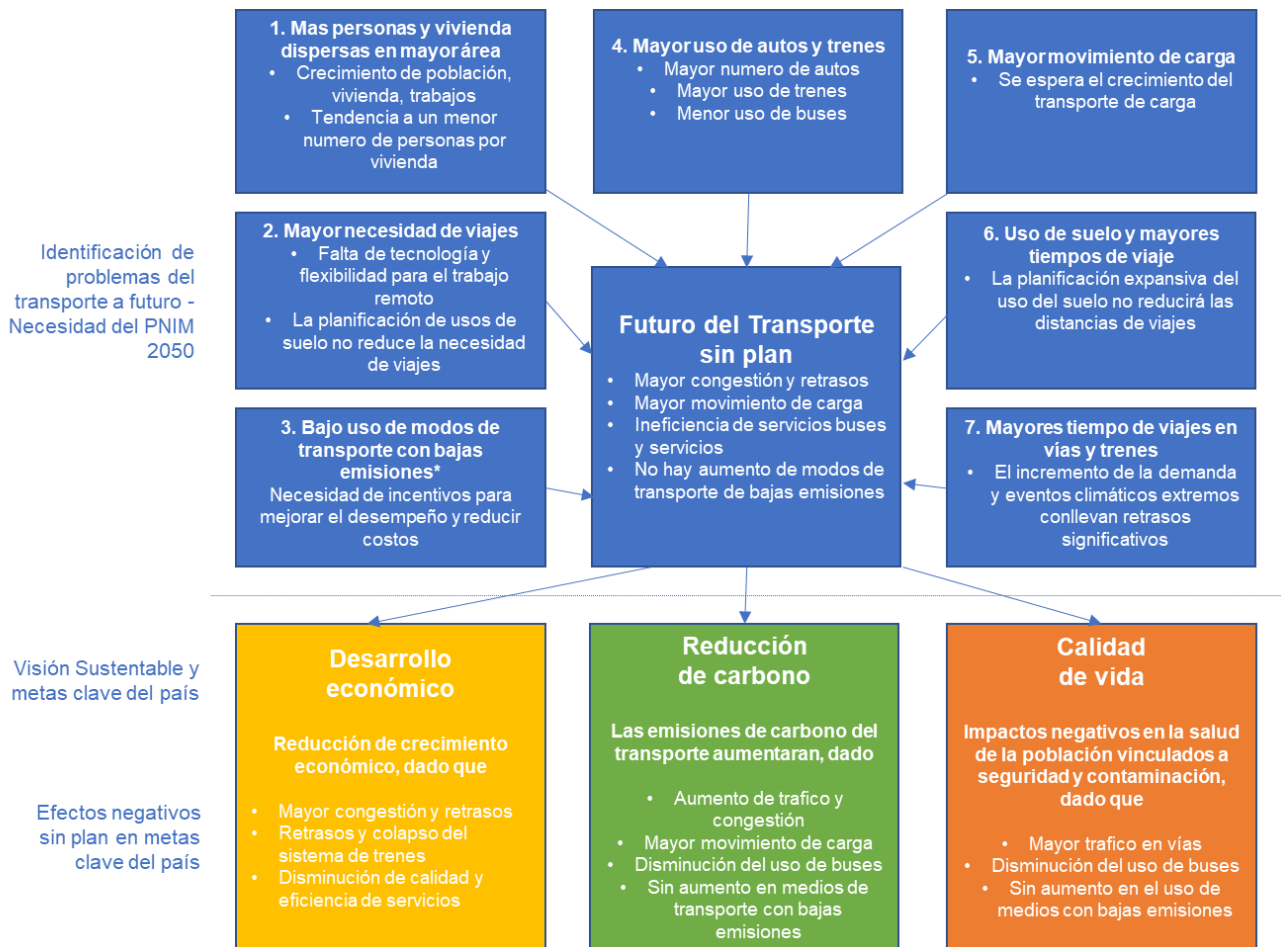 1. Mas personas y vivienda
dispersas en mayor área
• Crecimiento de población,
vivienda, trabajos
• Tendencia a un menor
numero de personas por
vivienda
4. Mayor uso de autos y trenes
• Mayor numero de autos
• Mayor uso de trenes
• Menor uso de buses
5. Mayor movimiento de carga
• Se espera el crecimiento del
transporte de carga
Identificación de
problemas del
transporte a futuro -
Necesidad del PNIM
2050
2. Mayor necesidad de viajes
• Falta de tecnología y
flexibilidad para el trabajo
remoto
• La planificación de usos de
suelo no reduce la necesidad
de viajes
3. Bajo uso de modos de
transporte con bajas
emisiones*
Necesidad de incentivos para
mejorar el desempeño y reducir
costos
Futuro del Transporte
sin plan
• Mayor congestión y retrasos
• Mayor movimiento de carga
• Ineficiencia de servicios buses
y servicios
• No hay aumento de modos de
transporte de bajas emisiones
6. Uso de suelo y mayores
tiempos de viaje
• La planificación expansiva del
uso del suelo no reducirá las
distancias de viajes
7. Mayores tiempo de viajes en
vías y trenes
• El incremento de la demanda
y eventos climáticos extremos
conllevan retrasos
significativos
Visión Sustentable y
metas clave del país
Efectos negativos
sin plan en metas
clave del país
Desarrollo
económico
Reducción de crecimiento
económico, dado que
• Mayor congestión y retrasos
• Retrasos y colapso del
sistema de trenes
• Disminución de calidad y
eficiencia de servicios
Reducción
de carbono
Las emisiones de carbono del
transporte aumentaran, dado
• Aumento de trafico y
congestión
• Mayor movimiento de carga
• Disminución del uso de buses
• Sin aumento en medios de
transporte con bajas
emisiones
Calidad
de vida
Impactos negativos en la salud
de la población vinculados a
seguridad y contaminación,
dado que
• Mayor trafico en vías
• Disminución del uso de buses
• Sin aumento en el uso de
medios con bajas emisiones